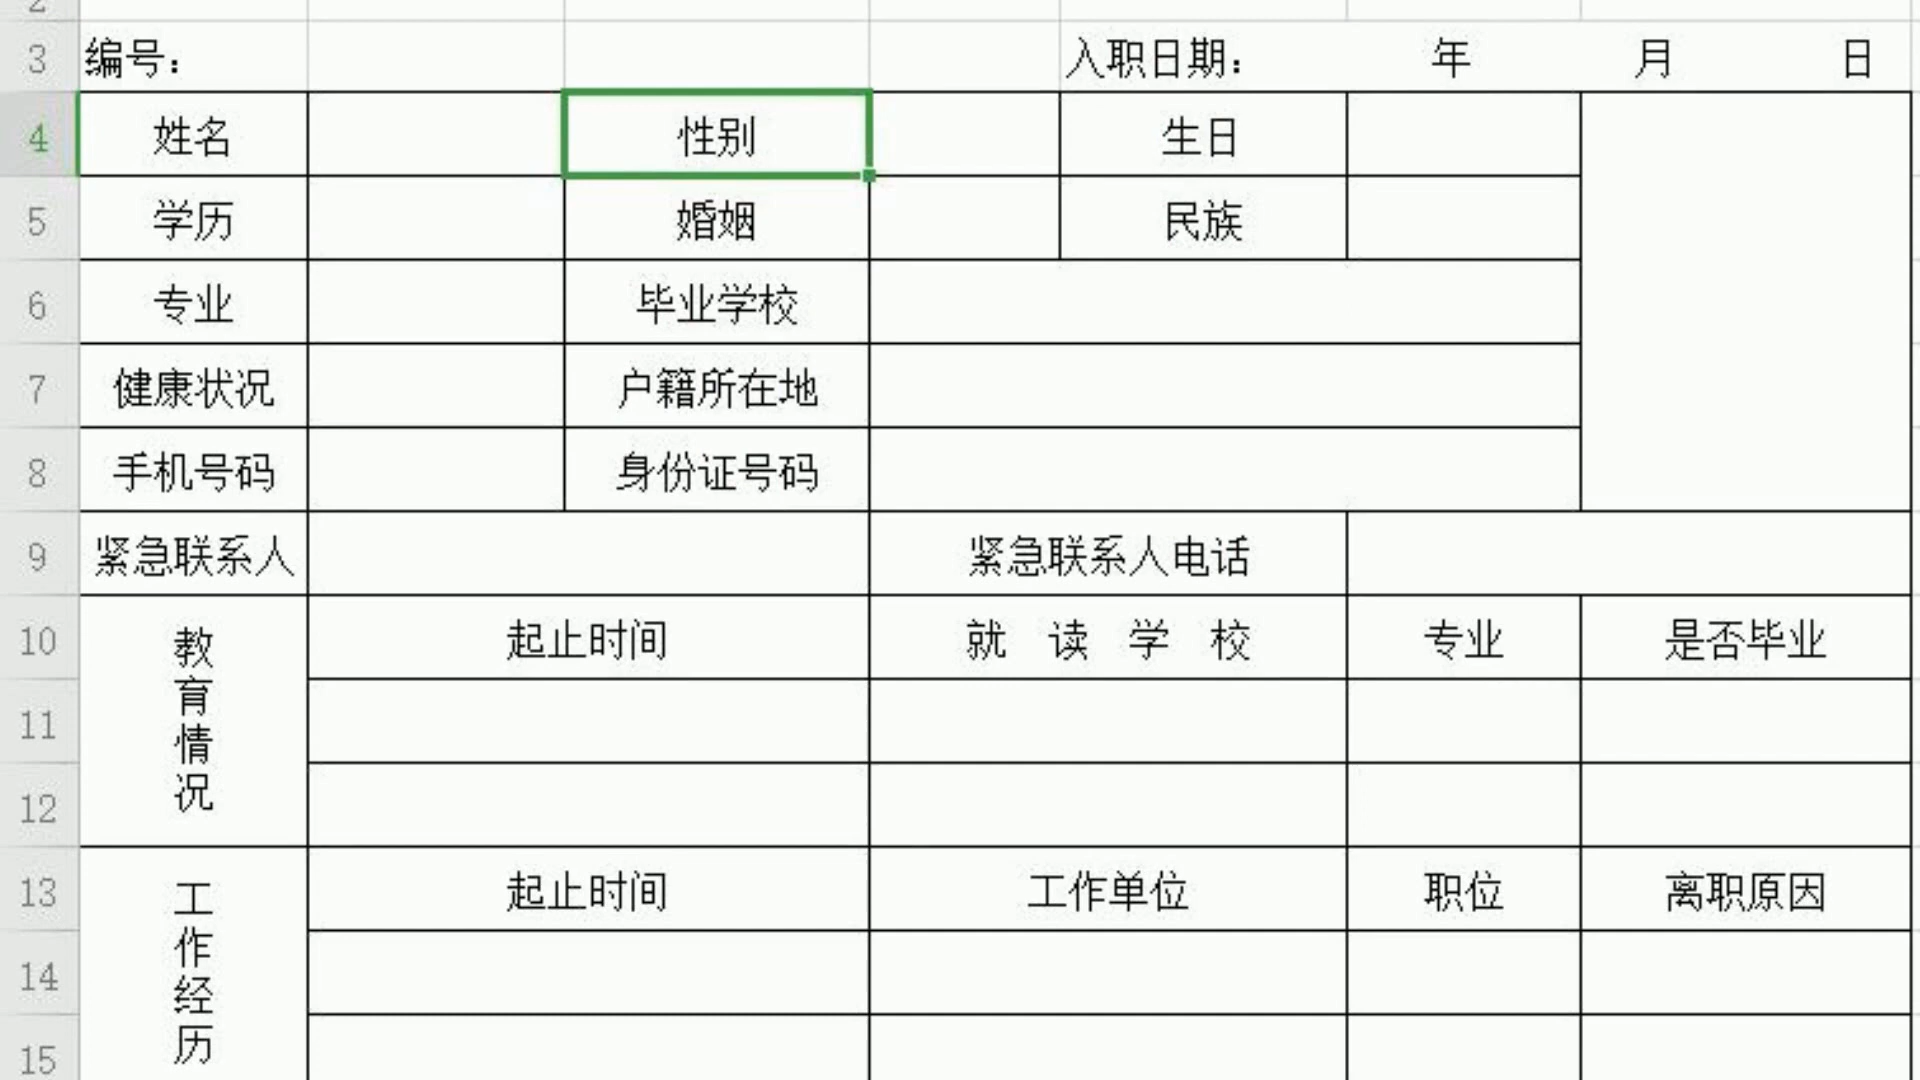 2
3 编号： 入职日期： 年 月 日
4 姓名 性别 生日
5 学历 婚姻 民族
6 专业 毕业学校
7 健康状况 户籍所在地
8 手机号码 身份证号码
9 紧急联系人 紧急联系人电话
10 起止时间 就 读 学 校 专业 是否毕业
教育情况
11
12
13 起止时间 工作单位 职位 离职原因
工作经历
14
15